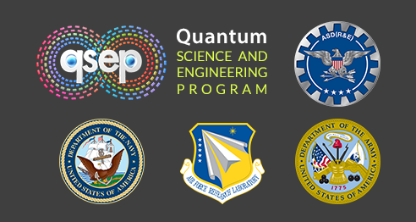 qsep
Quantum
SCIENCE AND
ENGINEERING
PROGRAM
ASD(R&E)
DEPARTMENT OF THE NAVY
UNITED STATES OF AMERICA
AIR FORCE RESEARCH LABORATORY
DEPARTMENT OF THE ARMY
1775
UNITED STATES OF AMERICA